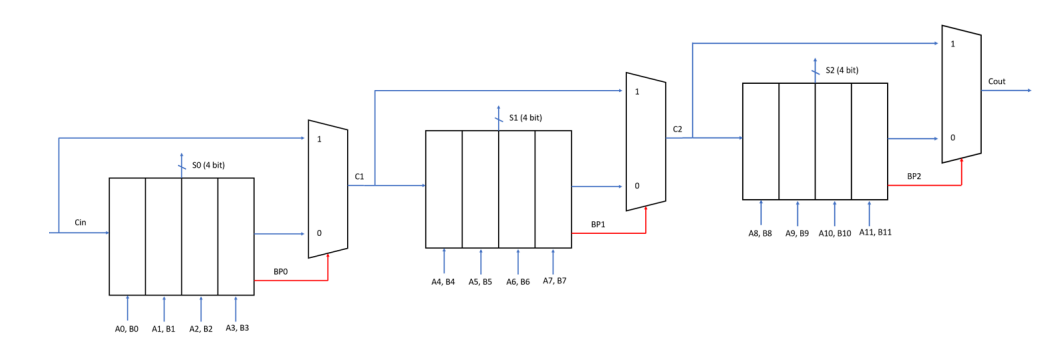 1
Cout
S2 (4 bit)
0
C2
BP2
A8, B8
A9, B9
A10, B10
A11, B11
1
S1 (4 bit)
0
C1
BP1
A4, B4
A5, B5
A6, B6
A7, B7
1
S0 (4 bit)
Cin
0
BP0
A0, B0
A1, B1
A2, B2
A3, B3